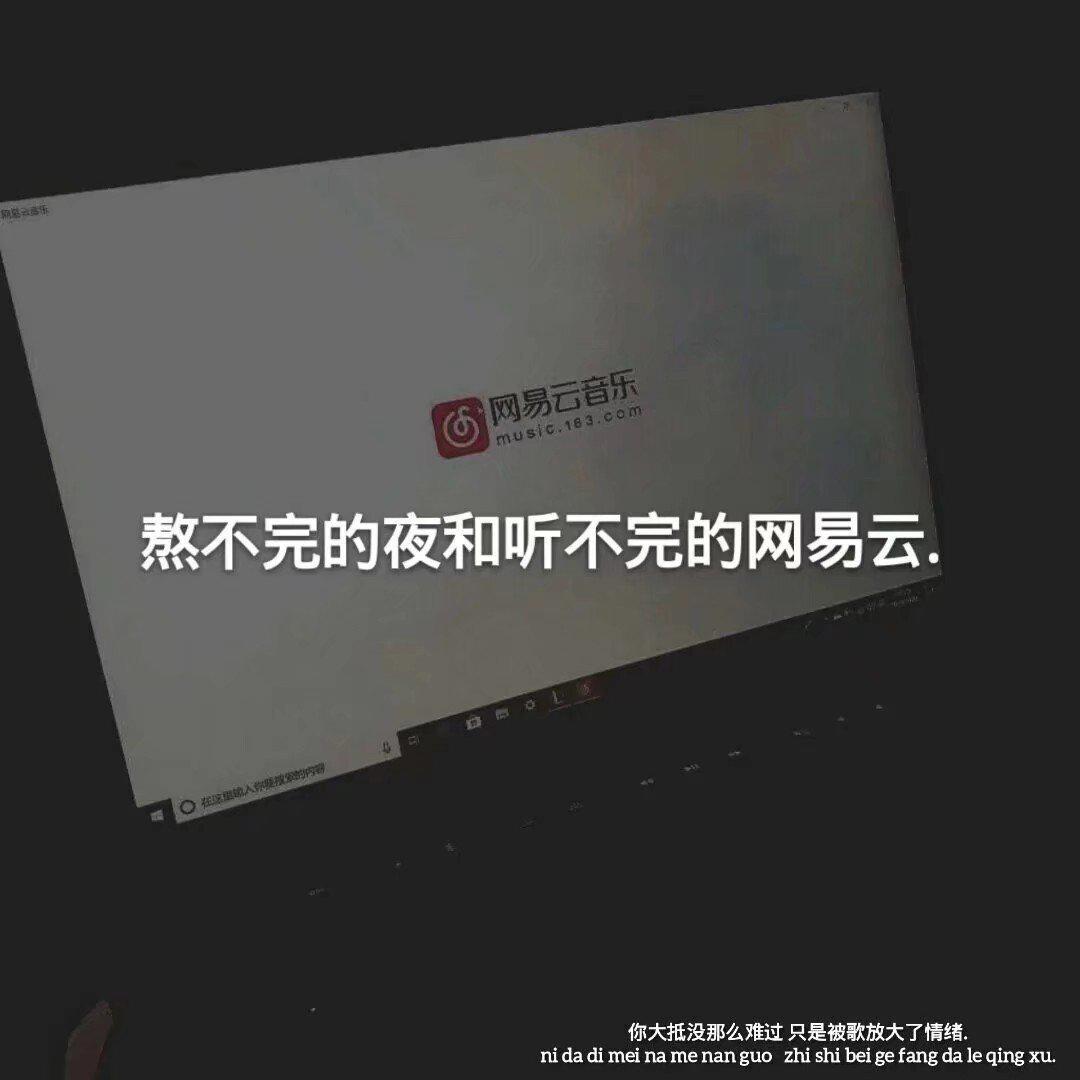 网易云音乐
网易云音乐
music.163.com
熬不完的夜和听不完的网易云.
在这里输入你要搜索的内容
你大抵没那么难过 只是被歌放大了情绪.
ni da di mei na me nan guo   zhi shi bei ge fang da le qing xu.